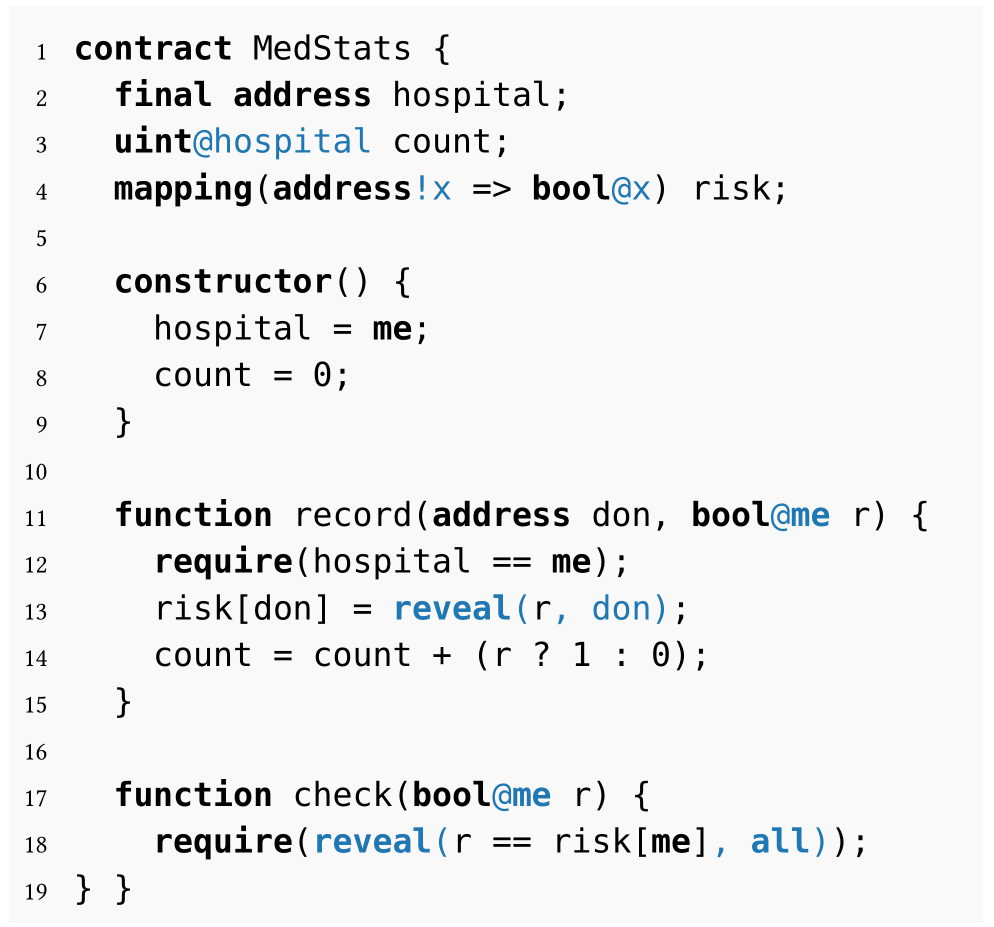 1 contract MedStats {
2   final address hospital;
3   uint@hospital count;
4   mapping(address!x => bool@x) risk;
5
6   constructor() {
7     hospital = me;
8     count = 0;
9   }
10
11   function record(address don, bool@me r) {
12     require(hospital == me);
13     risk[don] = reveal(r, don);
14     count = count + (r ? 1 : 0);
15   }
16
17   function check(bool@me r) {
18     require(reveal(r == risk[me], all));
19 } }